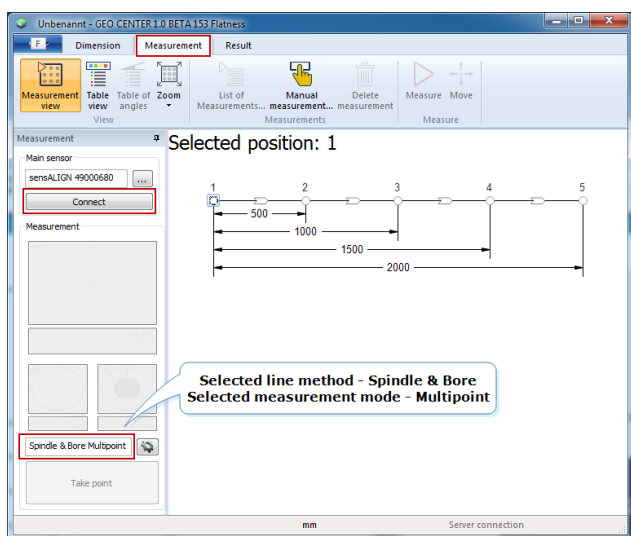 Unbenannt - GEO CENTER 1.0 BETA 153 Flatness
F Dimension Measurement Result
Measurement view
Table view
Table of angles
Zoom
List of Measurements...
Manual measurement...
Delete measurement
Measure
Move
View
Measurements
Measure
Measurement
Selected position: 1
Main sensor
sensALIGN 49000680 ...
Connect
Measurement
1 2 3 4 5
500
1000
1500
2000
Selected line method - Spindle & Bore
Selected measurement mode - Multipoint
Spindle & Bore Multipoint
Take point
mm
Server connection